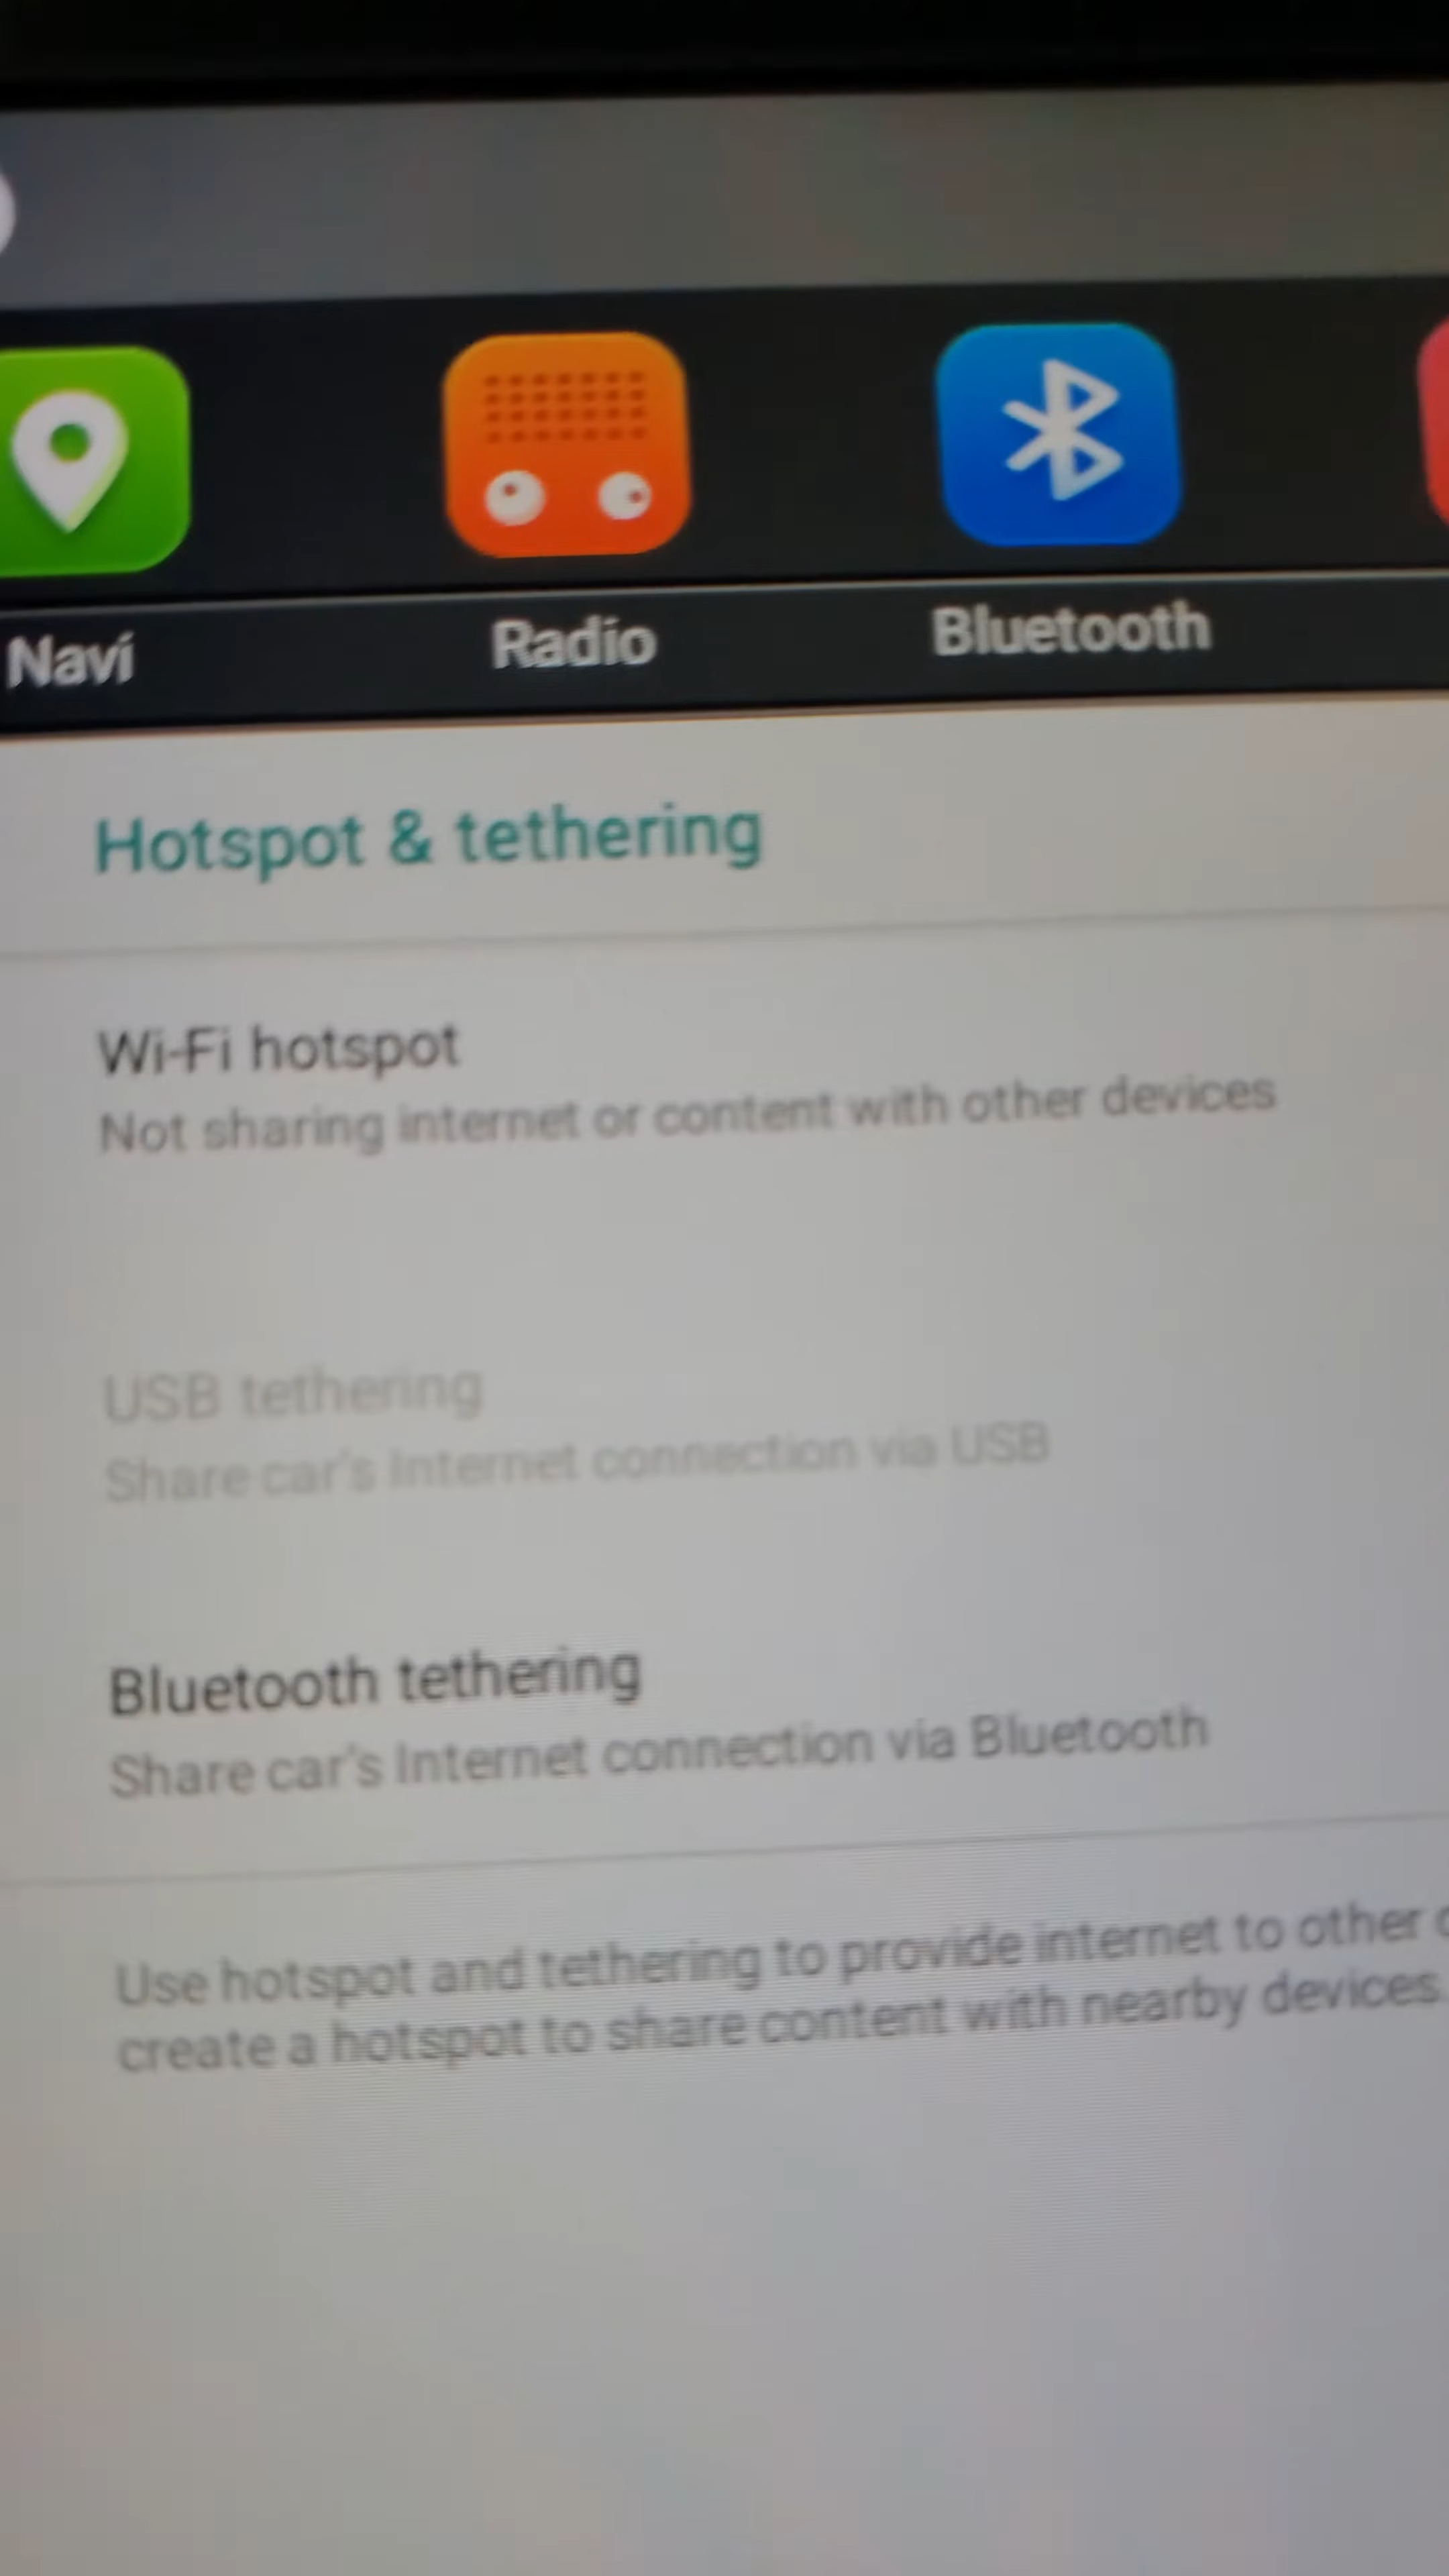 Navi Radio Bluetooth
Hotspot & tethering
Wi-Fi hotspot
Not sharing internet or content with other devices
USB tethering
Share car's Internet connection via USB
Bluetooth tethering
Share car's Internet connection via Bluetooth
Use hotspot and tethering to provide internet to other
create a hotspot to share content with nearby devices.